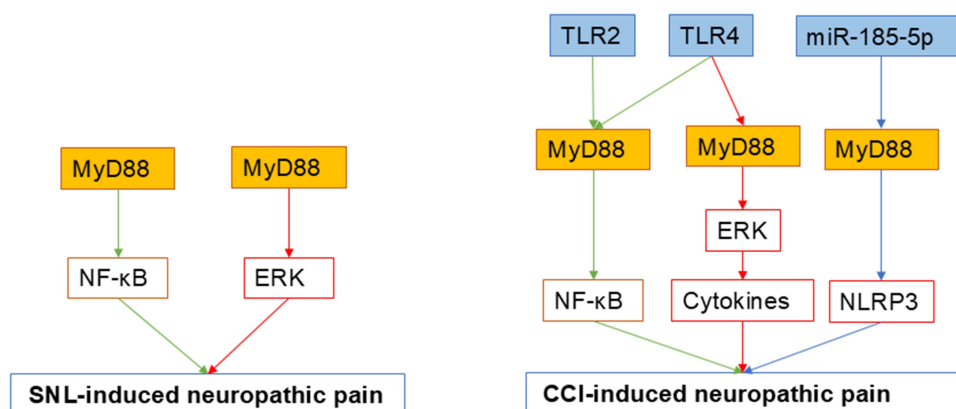 MyD88
MyD88
NF-κB
ERK
SNL-induced neuropathic pain
TLR2
TLR4
miR-185-5p
MyD88
MyD88
MyD88
ERK
NF-κB
Cytokines
NLRP3
CCI-induced neuropathic pain